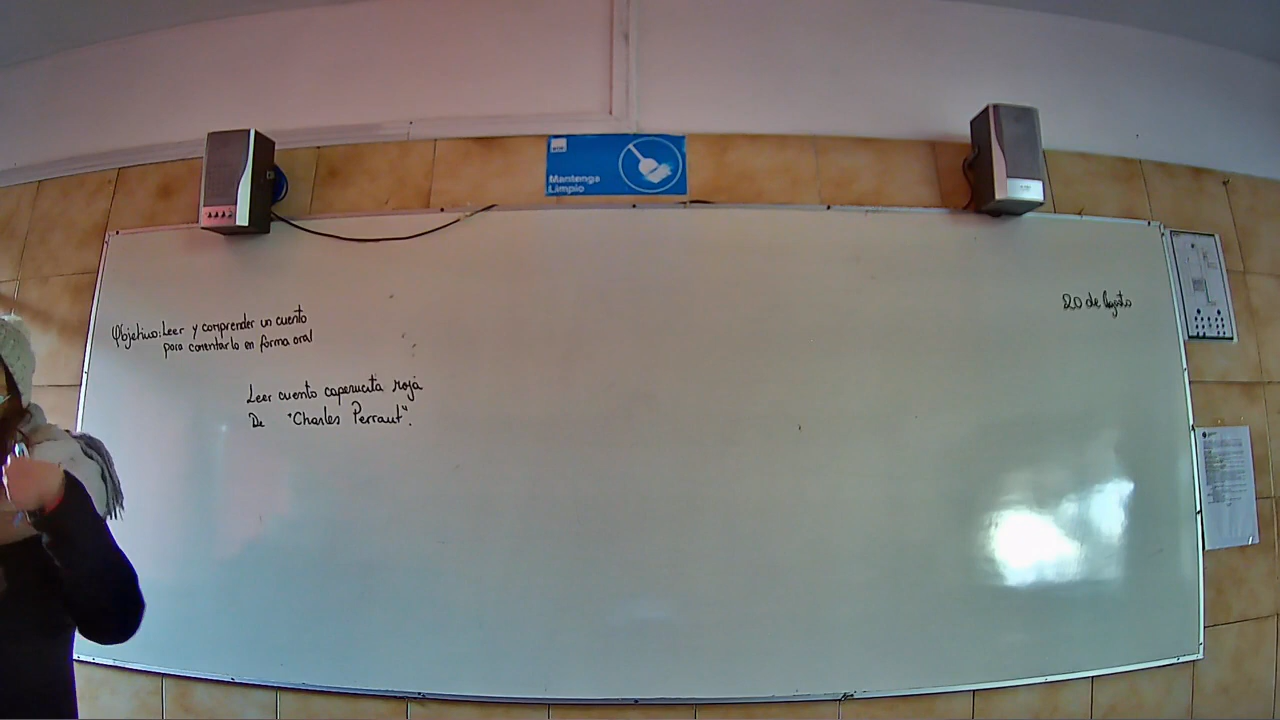 Mantenga
Limpio
20 de Agosto
Objetivo: Leer y comprender un cuento
para comentarlo en forma oral
Leer cuento caperucita roja
De "Charles Perraut".